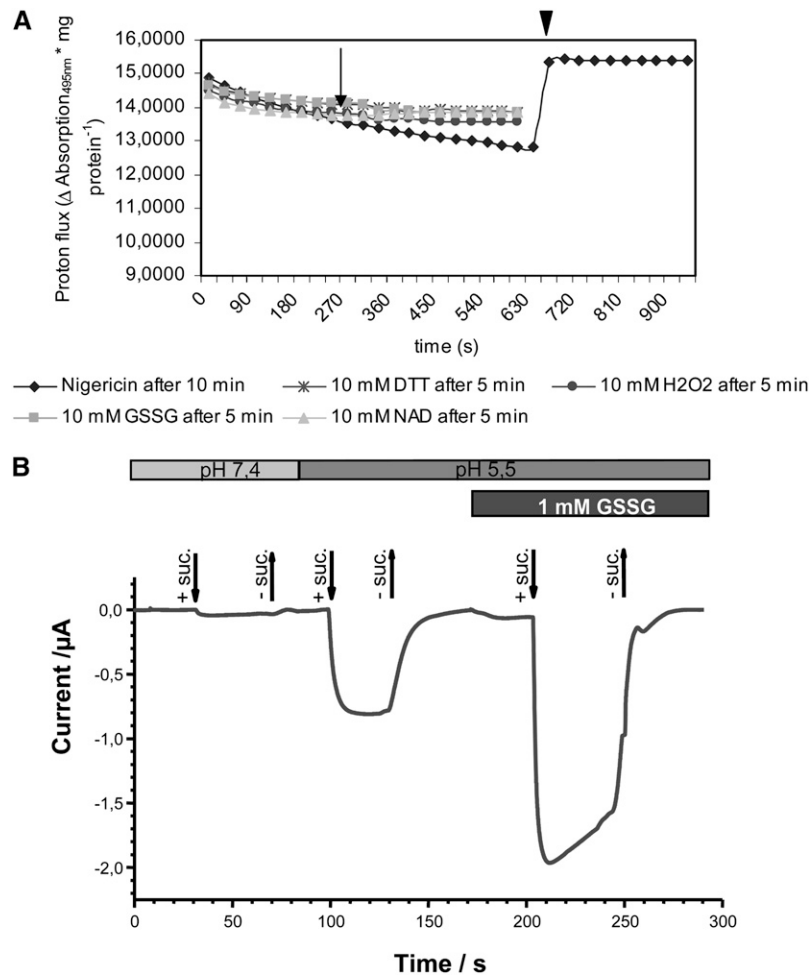 A
Proton flux (Δ Absorption495nm * mg
protein-1)
16,0000
15,0000
14,0000
13,0000
12,0000
11,0000
10,0000
9,0000
0 90 180 270 360 450 540 630 720 810 900
time (s)
Nigericin after 10 min 10 mM DTT after 5 min 10 mM H2O2 after 5 min
10 mM GSSG after 5 min 10 mM NAD after 5 min
B
pH 7,4 pH 5,5
1 mM GSSG
+ suc. - suc. + suc. - suc. + suc. - suc.
Current /µA
0,0
-0,5
-1,0
-1,5
-2,0
0 50 100 150 200 250 300
Time / s